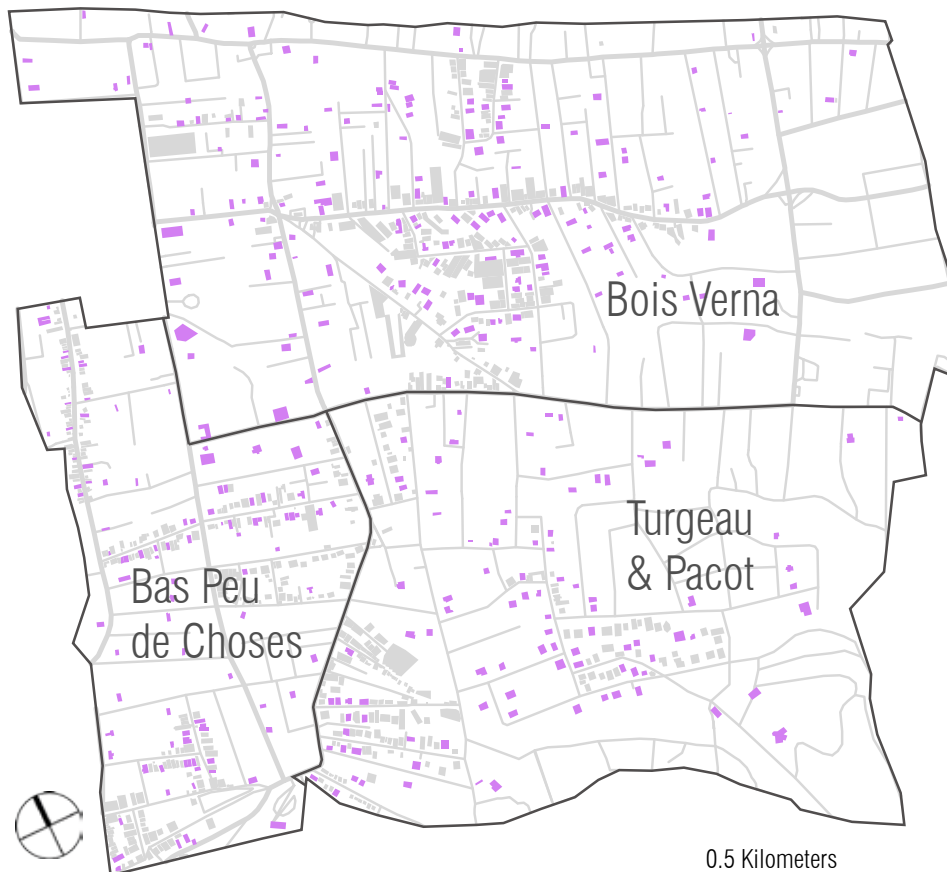 Bois Verna
Turgeau
& Pacot
Bas Peu
de Choses
0.5 Kilometers